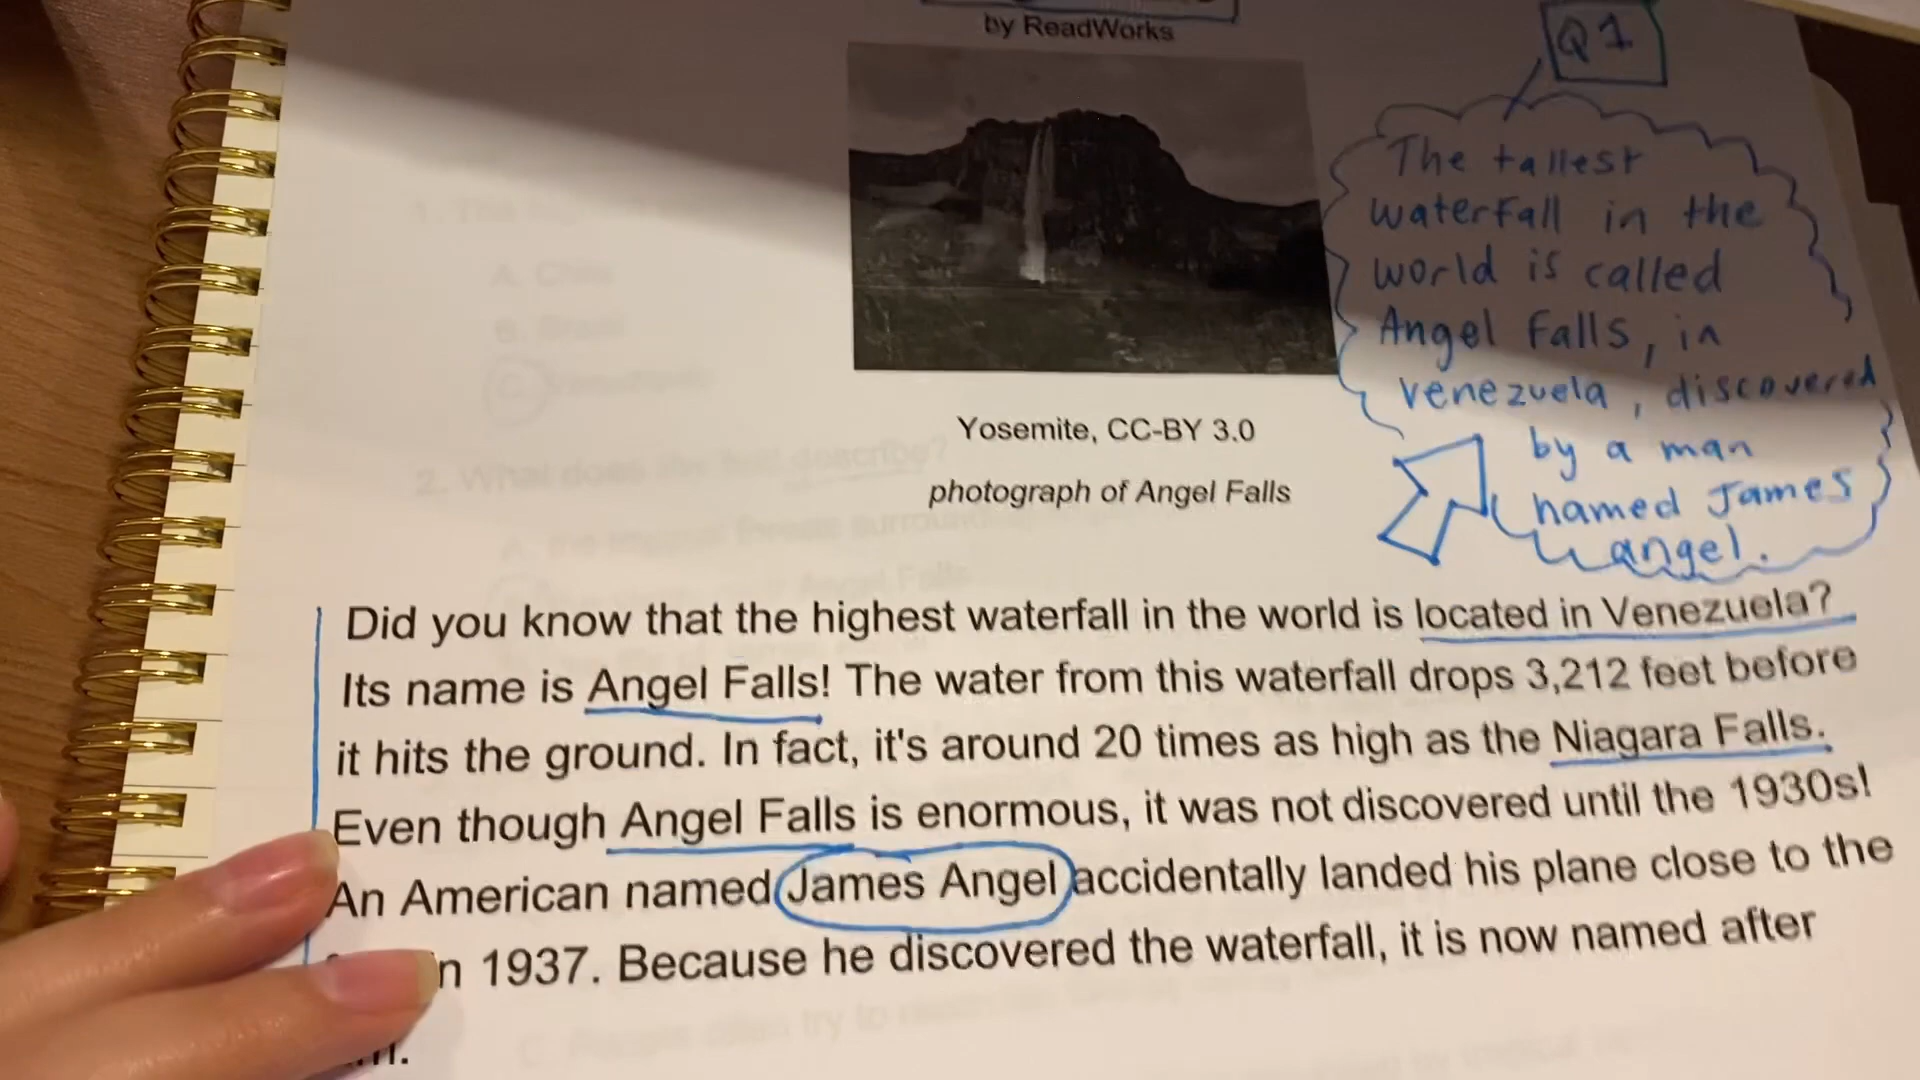 by ReadWorks
Q1
The tallest
waterfall in the
world is called
Angel Falls, in
venezuela, discovered
by a man
named James
angel.
Yosemite, CC-BY 3.0
photograph of Angel Falls
Did you know that the highest waterfall in the world is located in Venezuela?
Its name is Angel Falls! The water from this waterfall drops 3,212 feet before
it hits the ground. In fact, it's around 20 times as high as the Niagara Falls.
Even though Angel Falls is enormous, it was not discovered until the 1930s!
An American named James Angel accidentally landed his plane close to the
1937. Because he discovered the waterfall, it is now named after